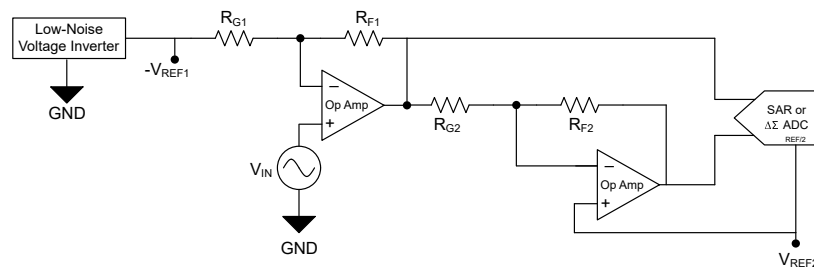 Low-Noise
Voltage Inverter
GND
-VREF1
RG1
RF1
Op Amp
VIN
GND
RG2
RF2
Op Amp
SAR or
ΔΣ ADC
REF/2
VREF2